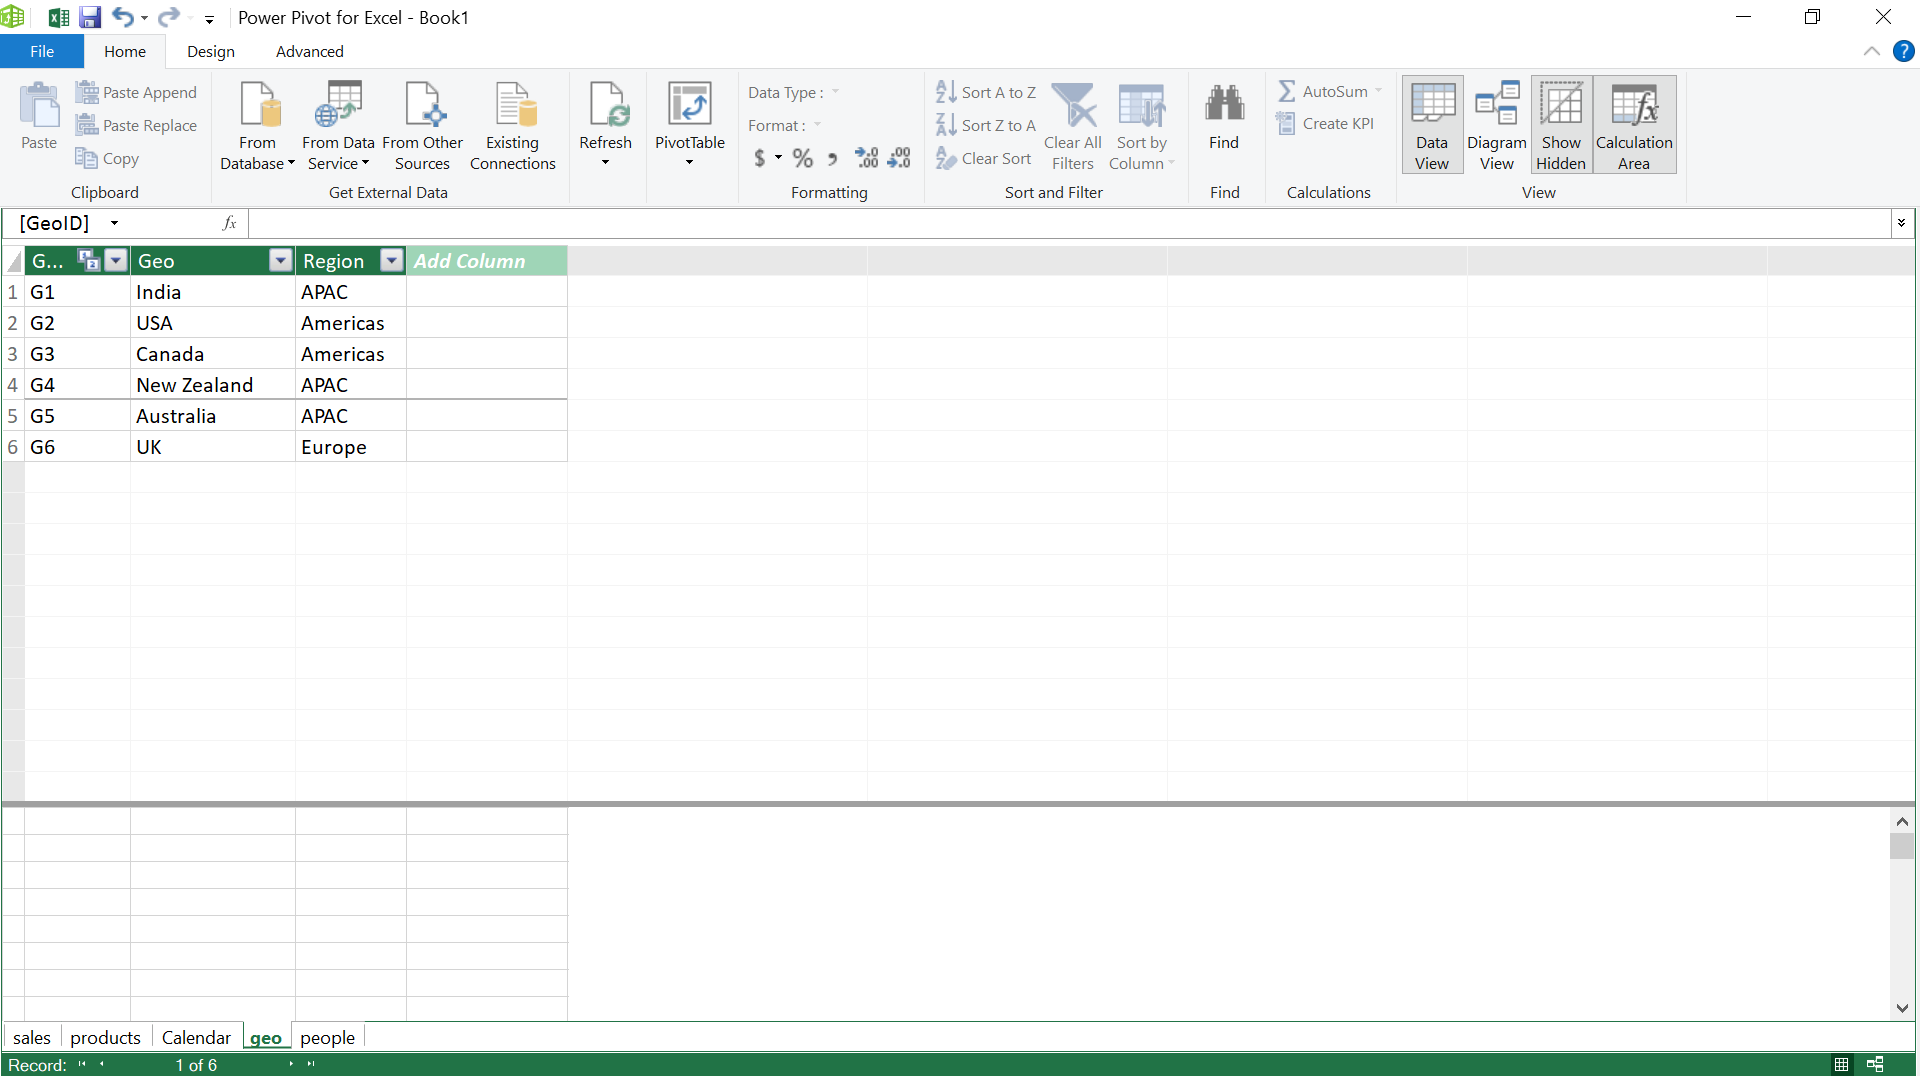 Power Pivot for Excel - Book1
File Home Design Advanced
Paste
Paste Append
Paste Replace
Copy
Clipboard
From Database
From Data Service
From Other Sources
Existing Connections
Get External Data
Refresh
PivotTable
Data Type :
Format :
$ % , .00 .00
Formatting
Sort A to Z
Sort Z to A
Clear Sort
Clear All Filters
Sort by Column
Sort and Filter
Find
Find
AutoSum
Create KPI
Calculations
Data View
Diagram View
Show Hidden
Calculation Area
View
[GeoID] fx
G... Geo Region Add Column
1 G1 India APAC
2 G2 USA Americas
3 G3 Canada Americas
4 G4 New Zealand APAC
5 G5 Australia APAC
6 G6 UK Europe
sales products Calendar geo people
Record: 1 of 6